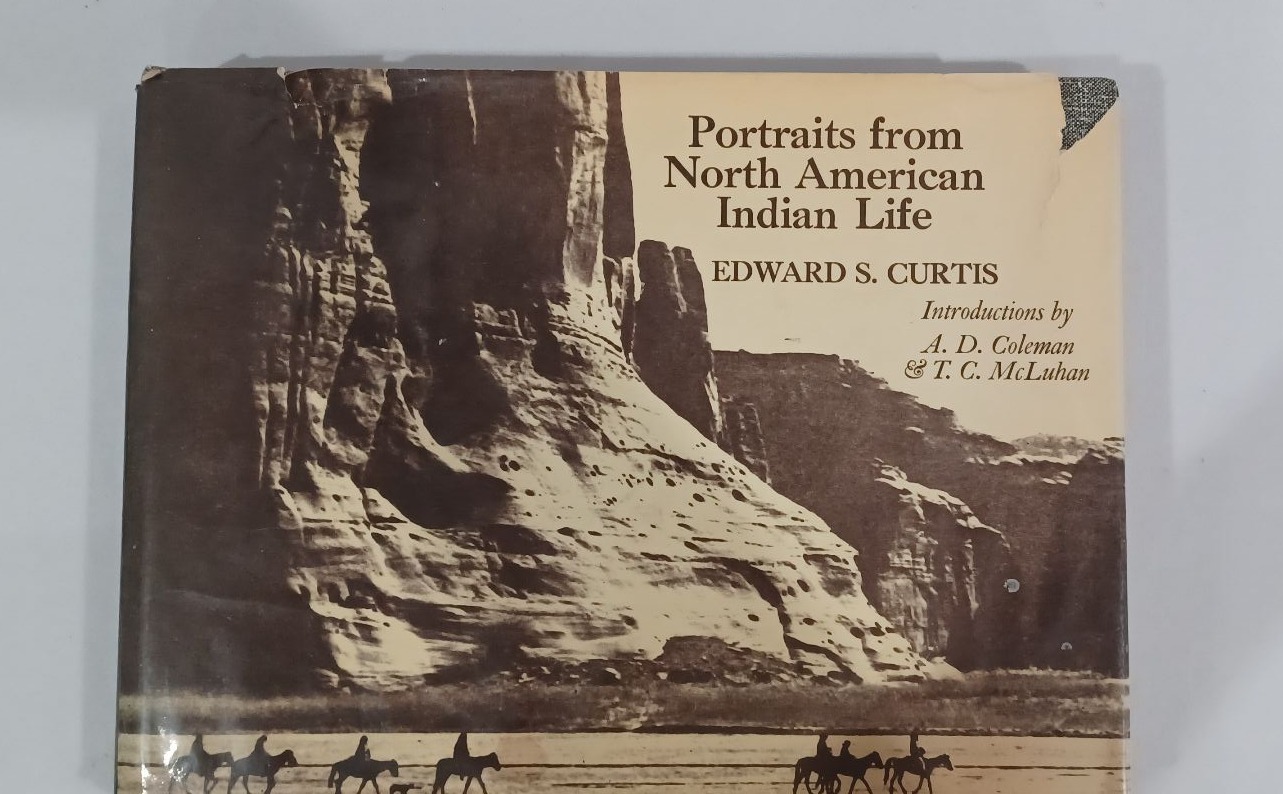 Portraits from
North American
Indian Life
EDWARD S. CURTIS
Introductions by
A. D. Coleman
& T. C. McLuhan